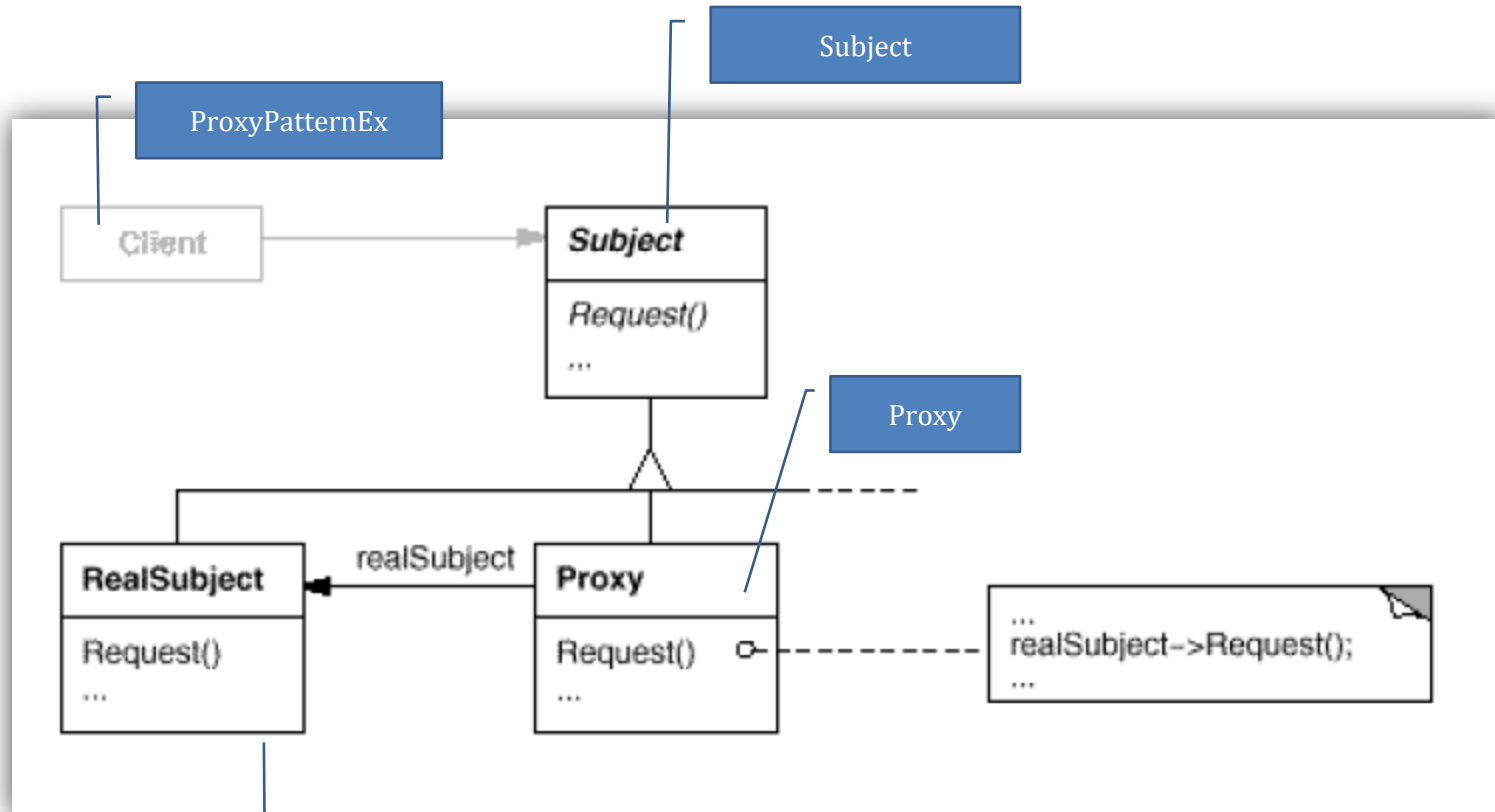 Subject
ProxyPatternEx
Client
Subject
Request()
...
Proxy
realSubject
RealSubject
Request()
...
Proxy
Request()
...
...
realSubject->Request();
...